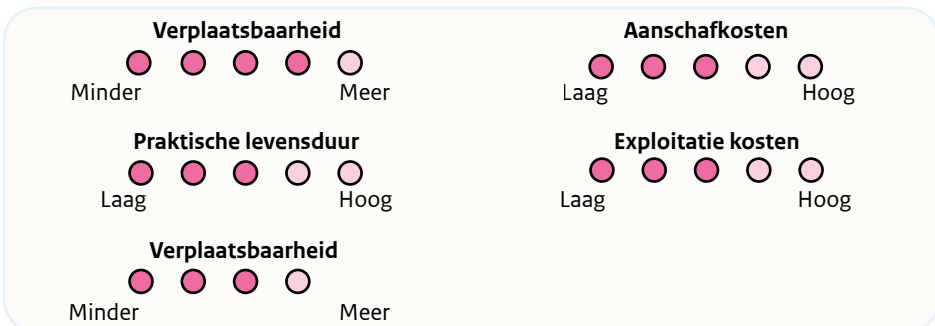 Verplaatsbaarheid
Minder Meer
Praktische levensduur
Laag Hoog
Verplaatsbaarheid
Minder Meer
Aanschafkosten
Laag Hoog
Exploitatie kosten
Laag Hoog